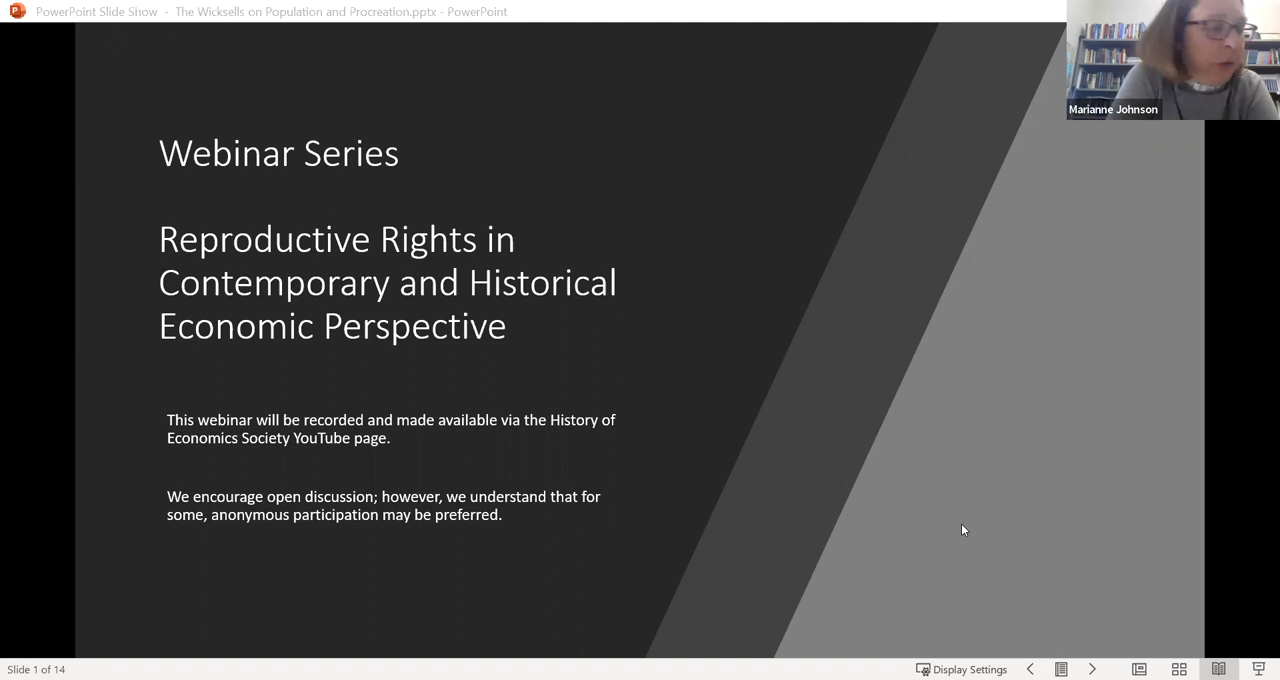 PowerPoint Slide Show - The Wicksells on Population and Procreation.pptx - PowerPoint
Marianne Johnson
Webinar Series
Reproductive Rights in
Contemporary and Historical
Economic Perspective
This webinar will be recorded and made available via the History of
Economics Society YouTube page.
We encourage open discussion; however, we understand that for
some, anonymous participation may be preferred.
Slide 1 of 14
Display Settings